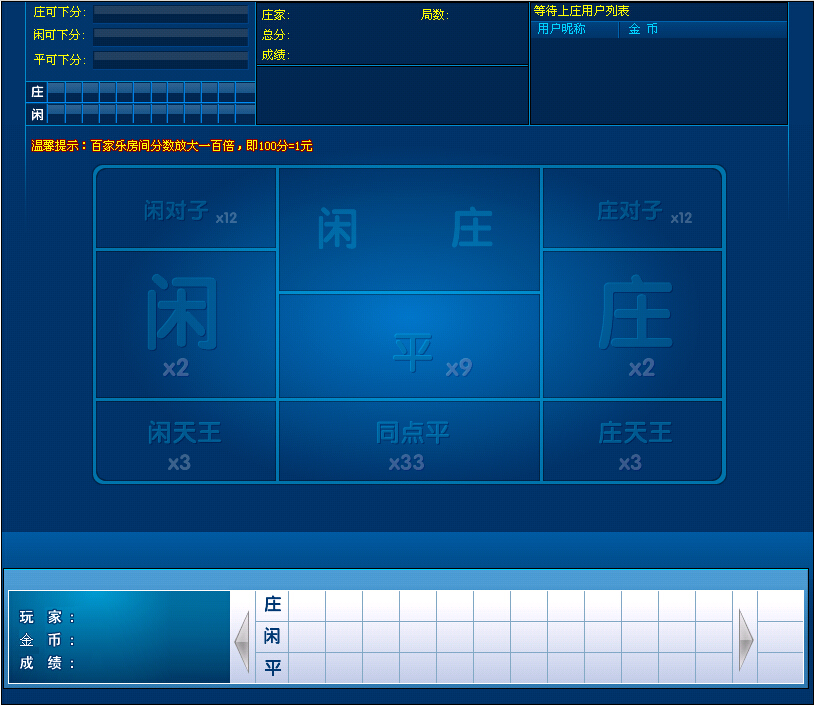 庄可下分:
闲可下分:
平可下分:
庄
闲
庄家:
局数:
总分:
成绩:
等待上庄用户列表
用户昵称 金 币
温馨提示：百家乐房间分数放大一百倍，即100分=1元
闲对子 x12
闲 庄
庄对子 x12
闲
x2
平 x9
庄
x2
闲天王
x3
同点平
x33
庄天王
x3
玩 家：
金 币：
成 绩：
庄
闲
平